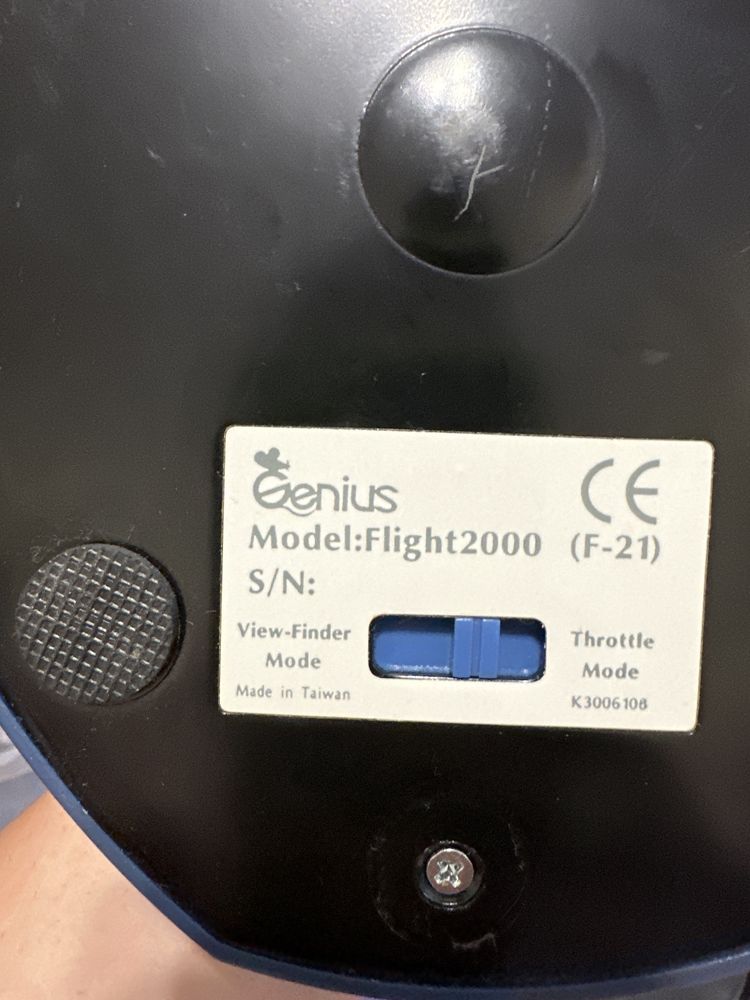 Genius CE
Model:Flight2000 (F-21)
S/N:
View-Finder Mode
Throttle Mode
Made in Taiwan
K3006108